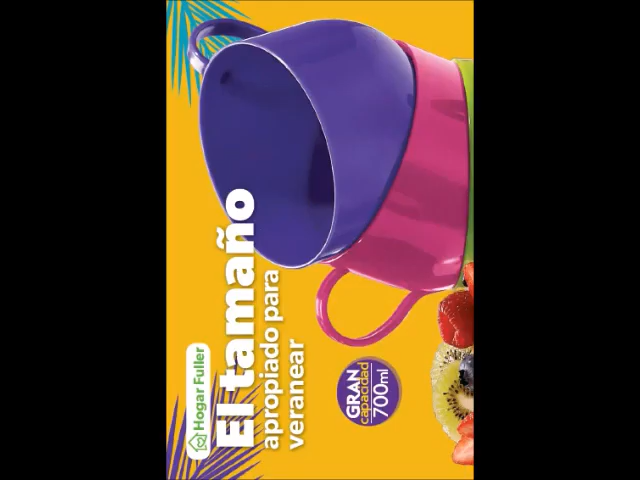 Hogar Fuller
El tamaño
apropiado para
veranear
GRAN
capacidad
700ml